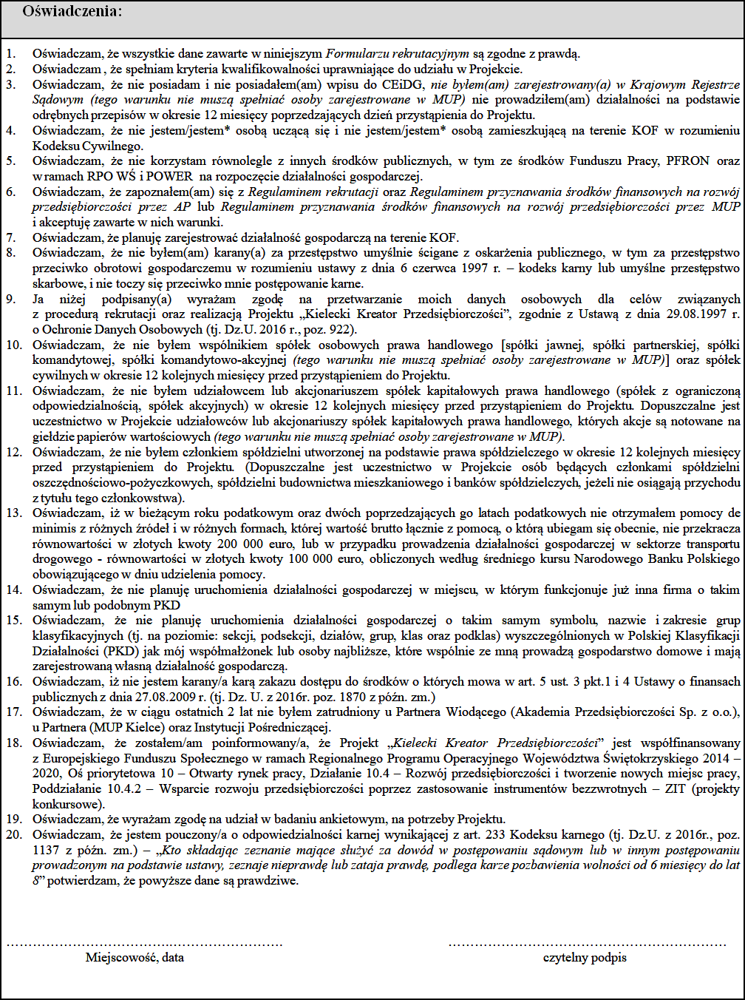 Oświadczenia:
1. Oświadczam, że wszystkie dane zawarte w niniejszym Formularzu rekrutacyjnym są zgodne z prawdą.
2. Oświadczam , że spełniam kryteria kwalifikowalności uprawniające do udziału w Projekcie.
3. Oświadczam, że nie posiadam i nie posiadałem(am) wpisu do CEiDG, nie byłem(am) zarejestrowany(a) w Krajowym Rejestrze
Sądowym (tego warunku nie muszą spełniać osoby zarejestrowane w MUP) nie prowadziłem(am) działalności na podstawie
odrębnych przepisów w okresie 12 miesięcy poprzedzających dzień przystąpienia do Projektu.
4. Oświadczam, że nie jestem/jestem* osobą uczącą się i nie jestem/jestem* osobą zamieszkującą na terenie KOF w rozumieniu
Kodeksu Cywilnego.
5. Oświadczam, że nie korzystam równolegle z innych środków publicznych, w tym ze środków Funduszu Pracy, PFRON oraz
w ramach RPO WŚ i POWER na rozpoczęcie działalności gospodarczej.
6. Oświadczam, że zapoznałem(am) się z Regulaminem rekrutacji oraz Regulaminem przyznawania środków finansowych na rozwój
przedsiębiorczości przez AP lub Regulaminem przyznawania środków finansowych na rozwój przedsiębiorczości przez MUP
i akceptuję zawarte w nich warunki.
7. Oświadczam, że planuję zarejestrować działalność gospodarczą na terenie KOF.
8. Oświadczam, że nie byłem(am) karany(a) za przestępstwo umyślnie ścigane z oskarżenia publicznego, w tym za przestępstwo
przeciwko obrotowi gospodarczemu w rozumieniu ustawy z dnia 6 czerwca 1997 r. – kodeks karny lub umyślne przestępstwo
skarbowe, i nie toczy się przeciwko mnie postępowanie karne.
9. Ja niżej podpisany(a) wyrażam zgodę na przetwarzanie moich danych osobowych dla celów związanych
z procedurą rekrutacji oraz realizacją Projektu „Kielecki Kreator Przedsiębiorczości”, zgodnie z Ustawą z dnia 29.08.1997 r.
o Ochronie Danych Osobowych (tj. Dz.U. 2016 r., poz. 922).
10. Oświadczam, że nie byłem wspólnikiem spółek osobowych prawa handlowego [spółki jawnej, spółki partnerskiej, spółki
komandytowej, spółki komandytowo-akcyjnej (tego warunku nie muszą spełniać osoby zarejestrowane w MUP)] oraz spółek
cywilnych w okresie 12 kolejnych miesięcy przed przystąpieniem do Projektu.
11. Oświadczam, że nie byłem udziałowcem lub akcjonariuszem spółek kapitałowych prawa handlowego (spółek z ograniczoną
odpowiedzialnością, spółek akcyjnych) w okresie 12 kolejnych miesięcy przed przystąpieniem do Projektu. Dopuszczalne jest
uczestnictwo w Projekcie udziałowców lub akcjonariuszy spółek kapitałowych prawa handlowego, których akcje są notowane na
giełdzie papierów wartościowych (tego warunku nie muszą spełniać osoby zarejestrowane w MUP).
12. Oświadczam, że nie byłem członkiem spółdzielni utworzonej na podstawie prawa spółdzielczego w okresie 12 kolejnych miesięcy
przed przystąpieniem do Projektu. (Dopuszczalne jest uczestnictwo w Projekcie osób będących członkami spółdzielni
oszczędnościowo-pożyczkowych, spółdzielni budownictwa mieszkaniowego i banków spółdzielczych, jeżeli nie osiągają przychodu
z tytułu tego członkowstwa).
13. Oświadczam, iż w bieżącym roku podatkowym oraz dwóch poprzedzających go latach podatkowych nie otrzymałem pomocy de
minimis z różnych źródeł i w różnych formach, której wartość brutto łącznie z pomocą, o którą ubiegam się obecnie, nie przekracza
równowartości w złotych kwoty 200 000 euro, lub w przypadku prowadzenia działalności gospodarczej w sektorze transportu
drogowego - równowartości w złotych kwoty 100 000 euro, obliczonych według średniego kursu Narodowego Banku Polskiego
obowiązującego w dniu udzielenia pomocy.
14. Oświadczam, że nie planuję uruchomienia działalności gospodarczej w miejscu, w którym funkcjonuje już inna firma o takim
samym lub podobnym PKD
15. Oświadczam, że nie planuję uruchomienia działalności gospodarczej o takim samym symbolu, nazwie i zakresie grup
klasyfikacyjnych (tj. na poziomie: sekcji, podsekcji, działów, grup, klas oraz podklas) wyszczególnionych w Polskiej Klasyfikacji
Działalności (PKD) jak mój współmałżonek lub osoby najbliższe, które wspólnie ze mną prowadzą gospodarstwo domowe i mają
zarejestrowaną własną działalność gospodarczą.
16. Oświadczam, iż nie jestem karany/a karą zakazu dostępu do środków o których mowa w art. 5 ust. 3 pkt.1 i 4 Ustawy o finansach
publicznych z dnia 27.08.2009 r. (tj. Dz. U. z 2016r. poz. 1870 z późn. zm.)
17. Oświadczam, że w ciągu ostatnich 2 lat nie byłem zatrudniony u Partnera Wiodącego (Akademia Przedsiębiorczości Sp. z o.o.),
u Partnera (MUP Kielce) oraz Instytucji Pośredniczącej.
18. Oświadczam, że zostałem/am poinformowany/a, że Projekt „Kielecki Kreator Przedsiębiorczości” jest współfinansowany
z Europejskiego Funduszu Społecznego w ramach Regionalnego Programu Operacyjnego Województwa Świętokrzyskiego 2014 –
2020, Oś priorytetowa 10 – Otwarty rynek pracy, Działanie 10.4 – Rozwój przedsiębiorczości i tworzenie nowych miejsc pracy,
Poddziałanie 10.4.2 – Wsparcie rozwoju przedsiębiorczości poprzez zastosowanie instrumentów bezzwrotnych – ZIT (projekty
konkursowe).
19. Oświadczam, że wyrażam zgodę na udział w badaniu ankietowym, na potrzeby Projektu.
20. Oświadczam, że jestem pouczony/a o odpowiedzialności karnej wynikającej z art. 233 Kodeksu karnego (tj. Dz.U. z 2016r., poz.
1137 z późn. zm.) – „Kto składając zeznanie mające służyć za dowód w postępowaniu sądowym lub w innym postępowaniu
prowadzonym na podstawie ustawy, zeznaje nieprawdę lub zataja prawdę, podlega karze pozbawienia wolności od 6 miesięcy do lat
8” potwierdzam, że powyższe dane są prawdziwe.
………………………………..……………………. ………………………………………………………
Miejscowość, data czytelny podpis